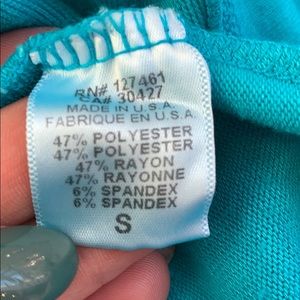 RN# 127461
CA# 30427
MADE IN U.S.A.
FABRIQUE EN U.S.A.
47% POLYESTER
47% POLYESTER
47% RAYON
47% RAYONNE
6% SPANDEX
6% SPANDEX
S